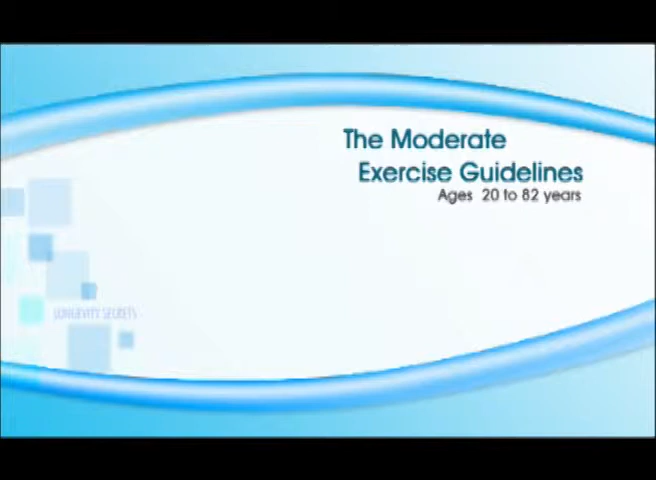 The Moderate
Exercise Guidelines
Ages 20 to 82 years
LONGEVITY SECRETS